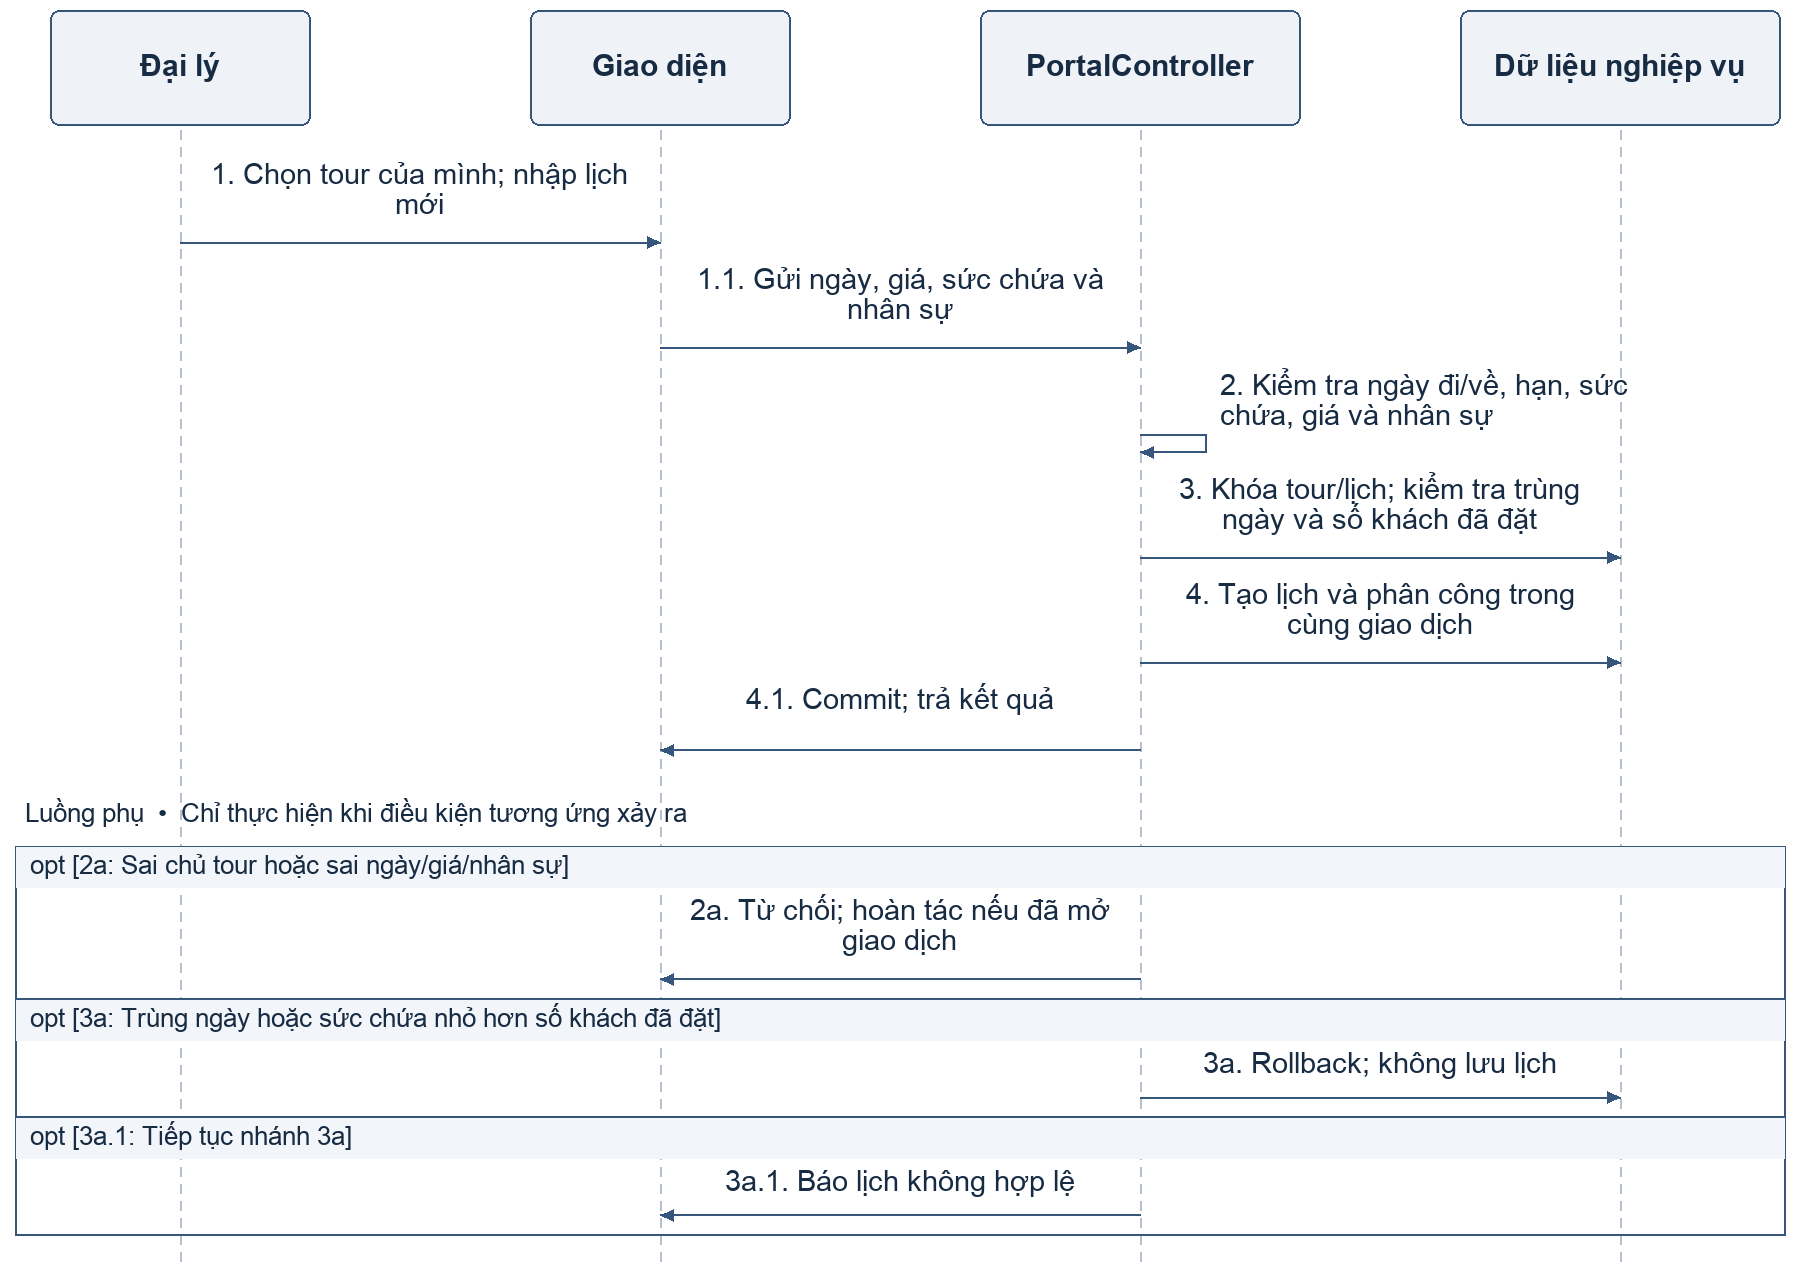 Đại lý
Giao diện
PortalController
Dữ liệu nghiệp vụ
1. Chọn tour của mình; nhập lịch
mới
1.1. Gửi ngày, giá, sức chứa và
nhân sự
2. Kiểm tra ngày đi/về, hạn, sức
chứa, giá và nhân sự
3. Khóa tour/lịch; kiểm tra trùng
ngày và số khách đã đặt
4. Tạo lịch và phân công trong
cùng giao dịch
4.1. Commit; trả kết quả
Luồng phụ • Chỉ thực hiện khi điều kiện tương ứng xảy ra
opt [2a: Sai chủ tour hoặc sai ngày/giá/nhân sự]
2a. Từ chối; hoàn tác nếu đã mở
giao dịch
opt [3a: Trùng ngày hoặc sức chứa nhỏ hơn số khách đã đặt]
3a. Rollback; không lưu lịch
opt [3a.1: Tiếp tục nhánh 3a]
3a.1. Báo lịch không hợp lệ